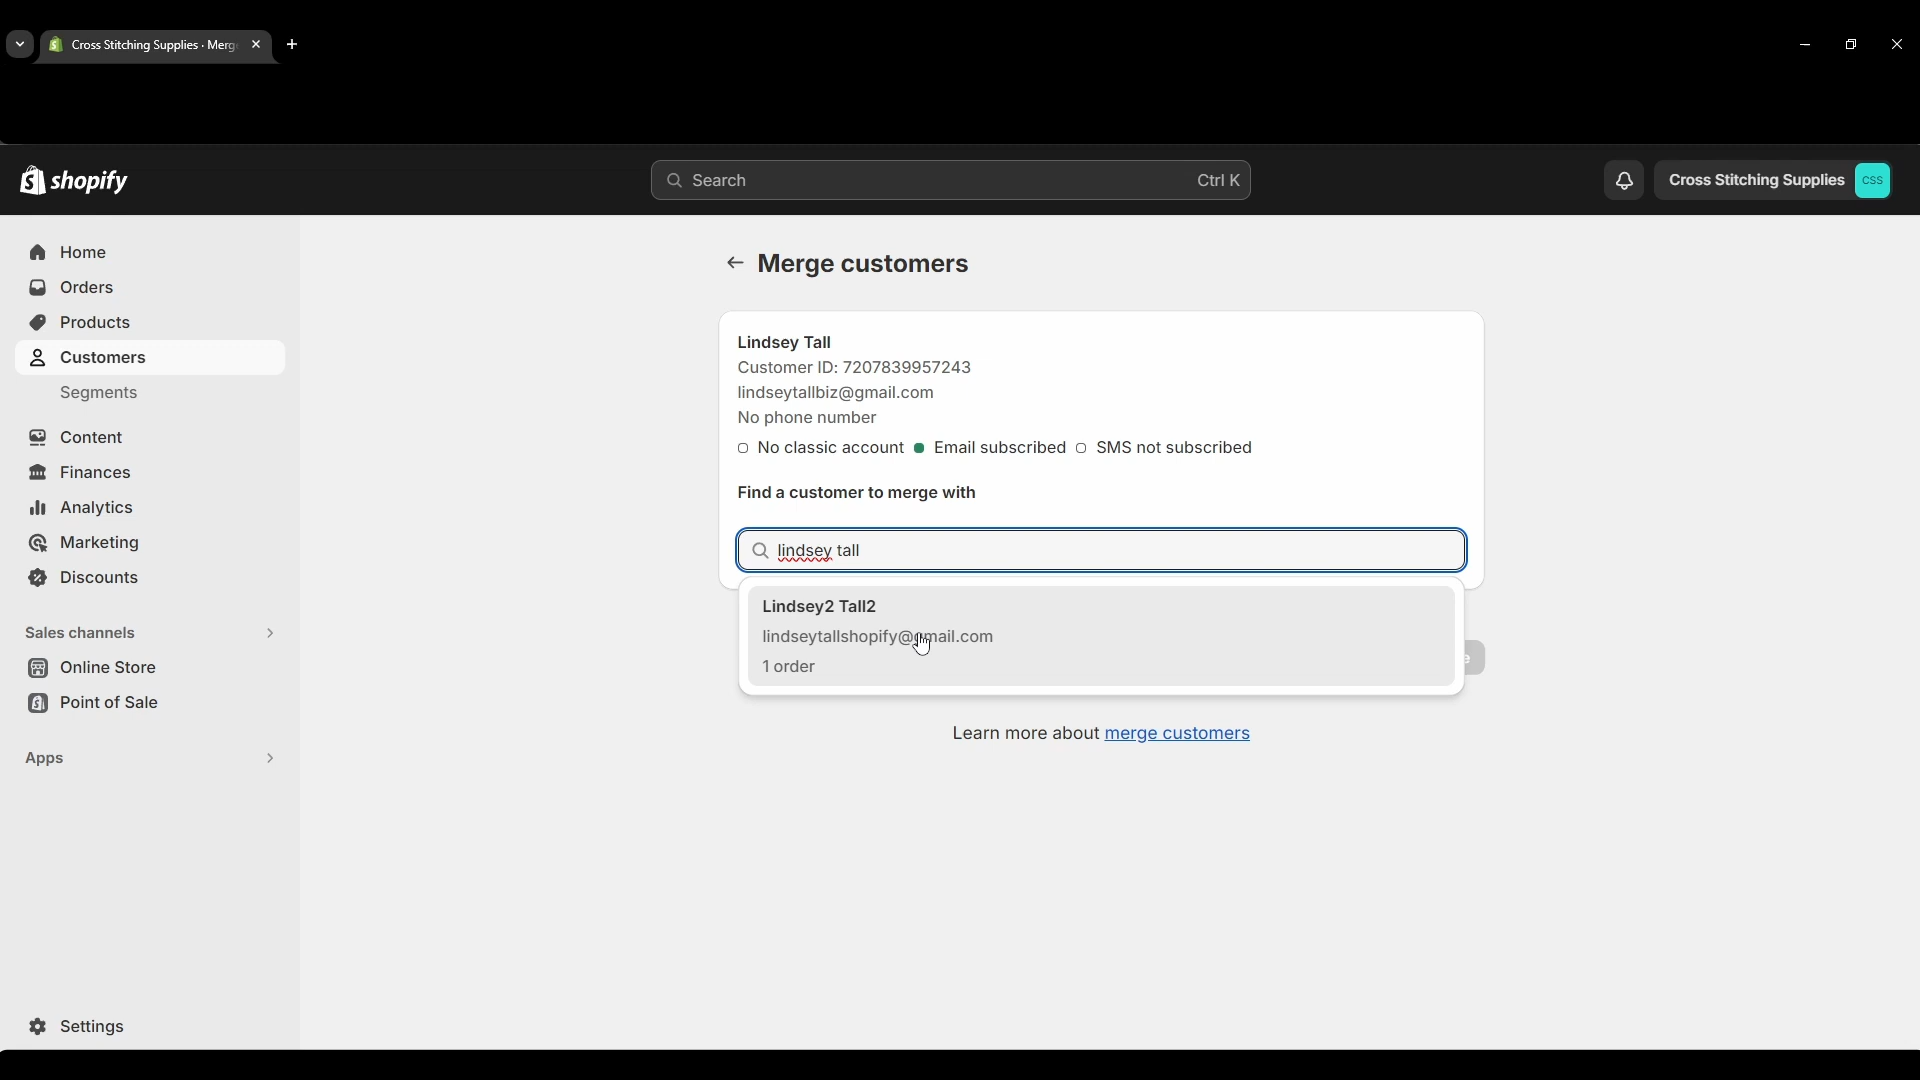 Cross Stitching Supplies · Merg
shopify
Search
Ctrl K
Cross Stitching Supplies
CSS
Home
Orders
Products
Customers
Segments
Content
Finances
Analytics
Marketing
Discounts
Sales channels
Online Store
Point of Sale
Apps
Settings
Merge customers
Lindsey Tall
Customer ID: 7207839957243
lindseytallbiz@gmail.com
No phone number
No classic account
Email subscribed
SMS not subscribed
Find a customer to merge with
lindsey tall
Lindsey2 Tall2
lindseytallshopify@gmail.com
1 order
Learn more about merge customers